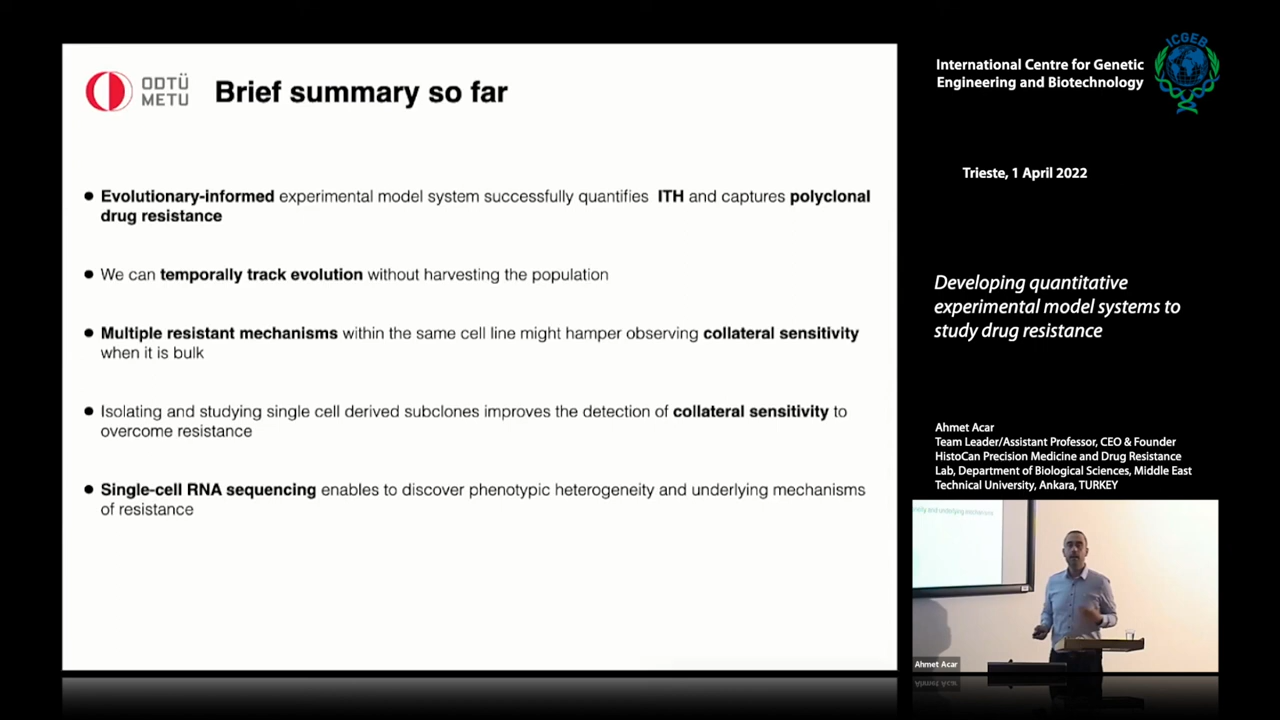 ODTÜ
METU
Brief summary so far
● Evolutionary-informed experimental model system successfully quantifies ITH and captures polyclonal
drug resistance
● We can temporally track evolution without harvesting the population
● Multiple resistant mechanisms within the same cell line might hamper observing collateral sensitivity
when it is bulk
● Isolating and studying single cell derived subclones improves the detection of collateral sensitivity to
overcome resistance
● Single-cell RNA sequencing enables to discover phenotypic heterogeneity and underlying mechanisms
of resistance
International Centre for Genetic
Engineering and Biotechnology
ICGEB
Trieste, 1 April 2022
Developing quantitative
experimental model systems to
study drug resistance
Ahmet Acar
Team Leader/Assistant Professor, CEO & Founder
HistoCan Precision Medicine and Drug Resistance
Lab, Department of Biological Sciences, Middle East
Technical University, Ankara, TURKEY
and underlying mechanisms
Ahmet Acar